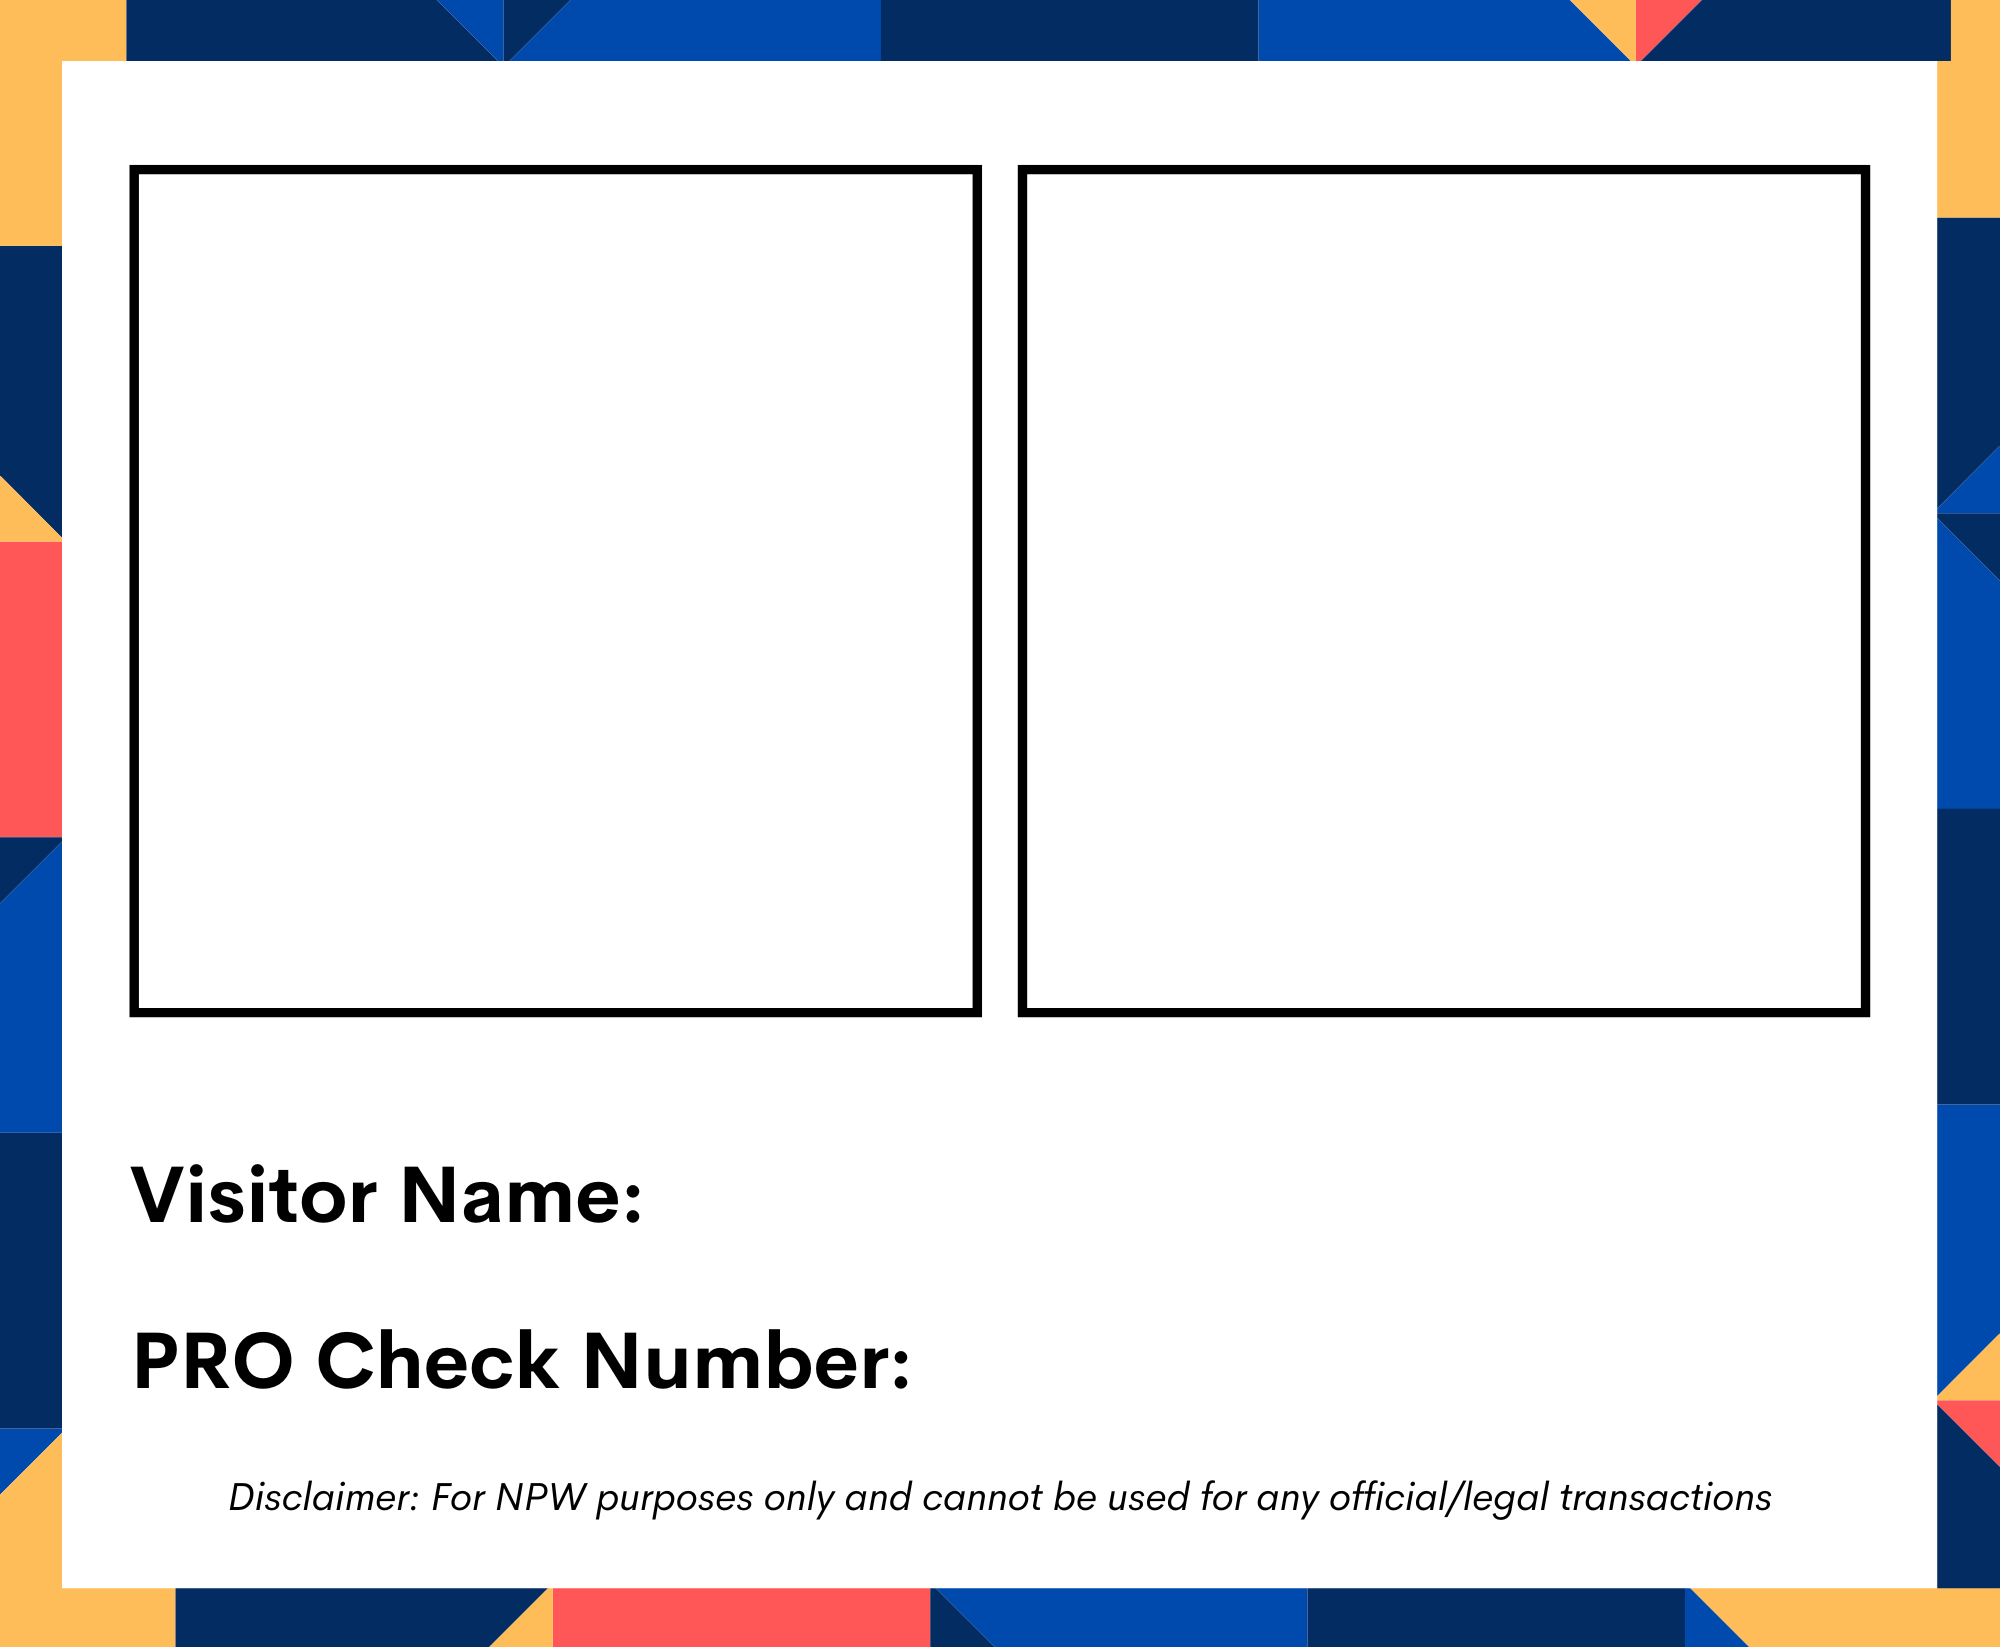 Visitor Name:
PRO Check Number:
Disclaimer: For NPW purposes only and cannot be used for any official/legal transactions